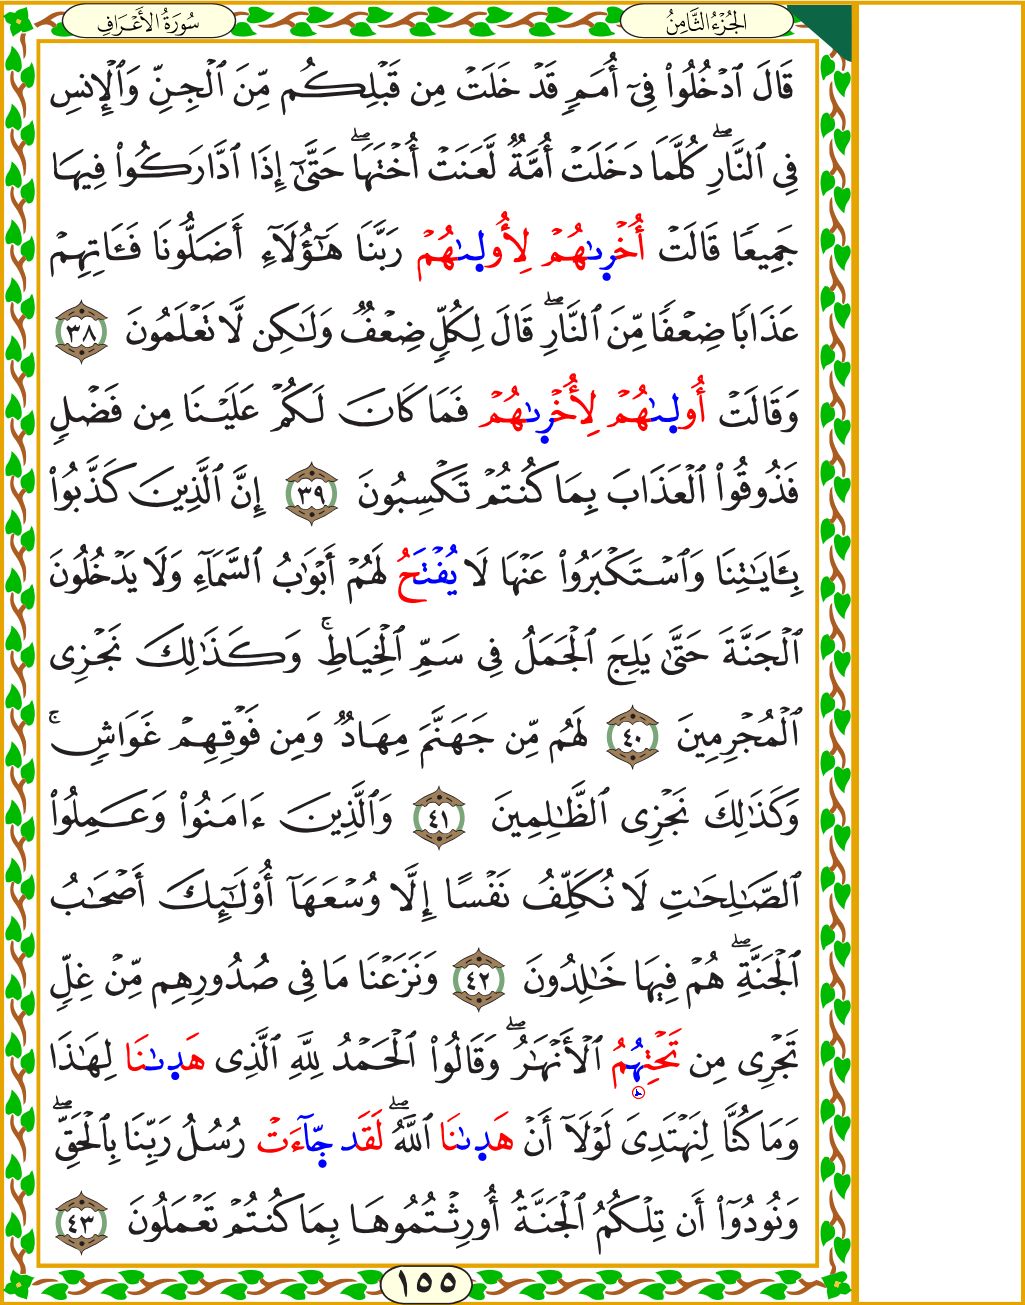 الجُزْءُ الثَّامِنُ
سُورَةُ الأَعْرَافِ
قَالَ ٱدۡخُلُواْ فِيٓ أُمَمٖ قَدۡ خَلَتۡ مِن قَبۡلِكُم مِّنَ ٱلۡجِنِّ وَٱلۡإِنسِ
فِي ٱلنَّارِۖ كُلَّمَا دَخَلَتۡ أُمَّةٞ لَّعَنَتۡ أُخۡتَهَاۖ حَتَّىٰٓ إِذَا ٱدَّارَكُواْ فِيهَا
جَمِيعٗا قَالَتۡ أُخۡرٜىٰهُمۡ لِأُولٜىٰهُمۡ رَبَّنَا هَٰٓؤُلَآءِ أَضَلُّونَا فَـَٔاتِهِمۡ
عَذَابٗا ضِعۡفٗا مِّنَ ٱلنَّارِۖ قَالَ لِكُلّٖ ضِعۡفٞ وَلَٰكِن لَّا تَعۡلَمُونَ ٣٨
وَقَالَتۡ أُولٜىٰهُمۡ لِأُخۡرٜىٰهُمۡ فَمَا كَانَ لَكُمۡ عَلَيۡنَا مِن فَضۡلٖ
فَذُوقُواْ ٱلۡعَذَابَ بِمَا كُنتُمۡ تَكۡسِبُونَ ٣٩ إِنَّ ٱلَّذِينَ كَذَّبُواْ
بِـَٔايَٰتِنَا وَٱسۡتَكۡبَرُواْ عَنۡهَا لَا يُفۡتَحُ لَهُمۡ أَبۡوَٰبُ ٱلسَّمَآءِ وَلَا يَدۡخُلُونَ
ٱلۡجَنَّةَ حَتَّىٰ يَلِجَ ٱلۡجَمَلُ فِي سَمِّ ٱلۡخِيَاطِۚ وَكَذَٰلِكَ نَجۡزِي
ٱلۡمُجۡرِمِينَ ٤٠ لَهُم مِّن جَهَنَّمَ مِهَادٞ وَمِن فَوۡقِهِمۡ غَوَاشٖۚ
وَكَذَٰلِكَ نَجۡزِي ٱلظَّٰلِمِينَ ٤١ وَٱلَّذِينَ ءَامَنُواْ وَعَمِلُواْ
ٱلصَّٰلِحَٰتِ لَا نُكَلِّفُ نَفۡسًا إِلَّا وُسۡعَهَآ أُوْلَٰٓئِكَ أَصۡحَٰبُ
ٱلۡجَنَّةِۖ هُمۡ فِيهَا خَٰلِدُونَ ٤٢ وَنَزَعۡنَا مَا فِي صُدُورِهِم مِّنۡ غِلّٖ
تَجۡرِي مِن تَحۡتِهُمُ ٱلۡأَنۡهَٰرُۖ وَقَالُواْ ٱلۡحَمۡدُ لِلَّهِ ٱلَّذِي هَدٜىٰنَا لِهَٰذَا
وَمَا كُنَّا لِنَهۡتَدِيَ لَوۡلَآ أَنۡ هَدٜىٰنَا ٱللَّهُۖ لَقَد جَّآءَتۡ رُسُلُ رَبِّنَا بِٱلۡحَقِّۖ
وَنُودُوٓاْ أَن تِلۡكُمُ ٱلۡجَنَّةُ أُورِثۡتُمُوهَا بِمَا كُنتُمۡ تَعۡمَلُونَ ٤٣
١٥٥